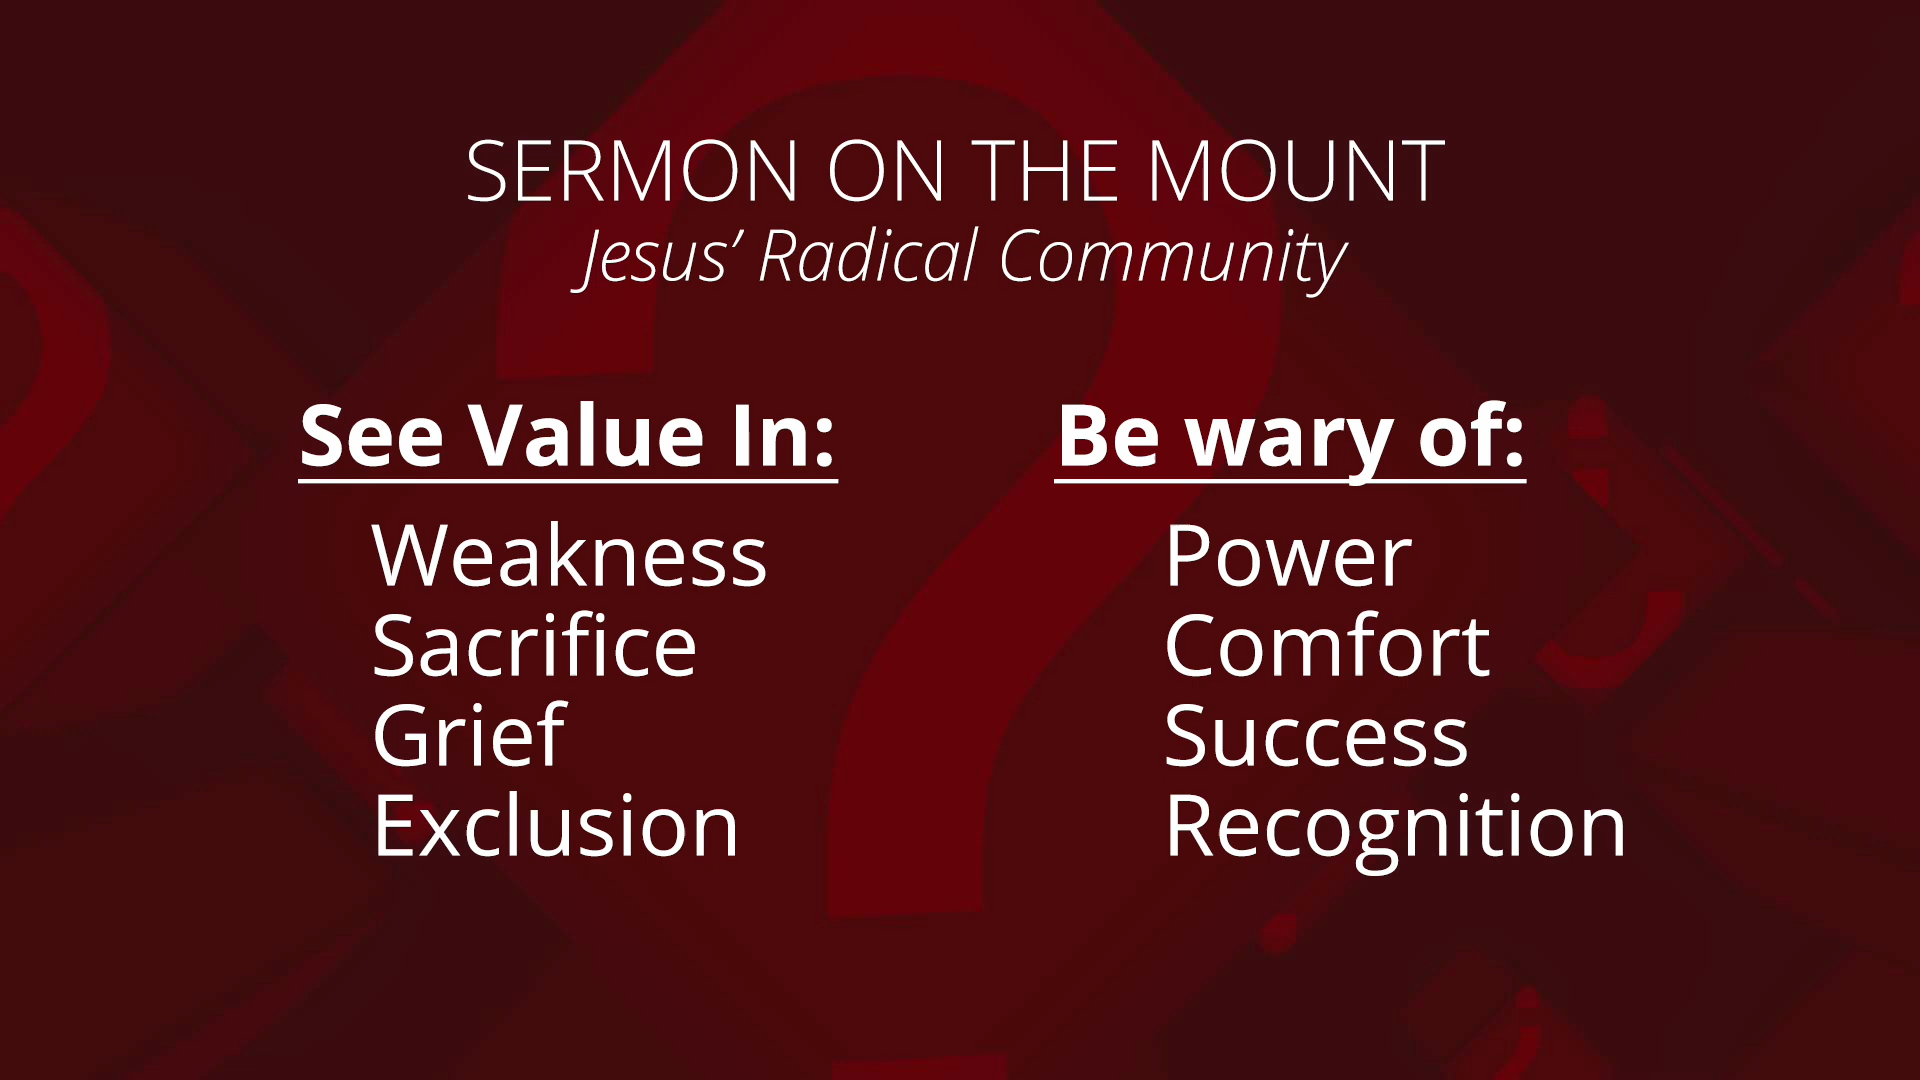 SERMON ON THE MOUNT
Jesus’ Radical Community
See Value In:
Weakness
Sacrifice
Grief
Exclusion
Be wary of:
Power
Comfort
Success
Recognition